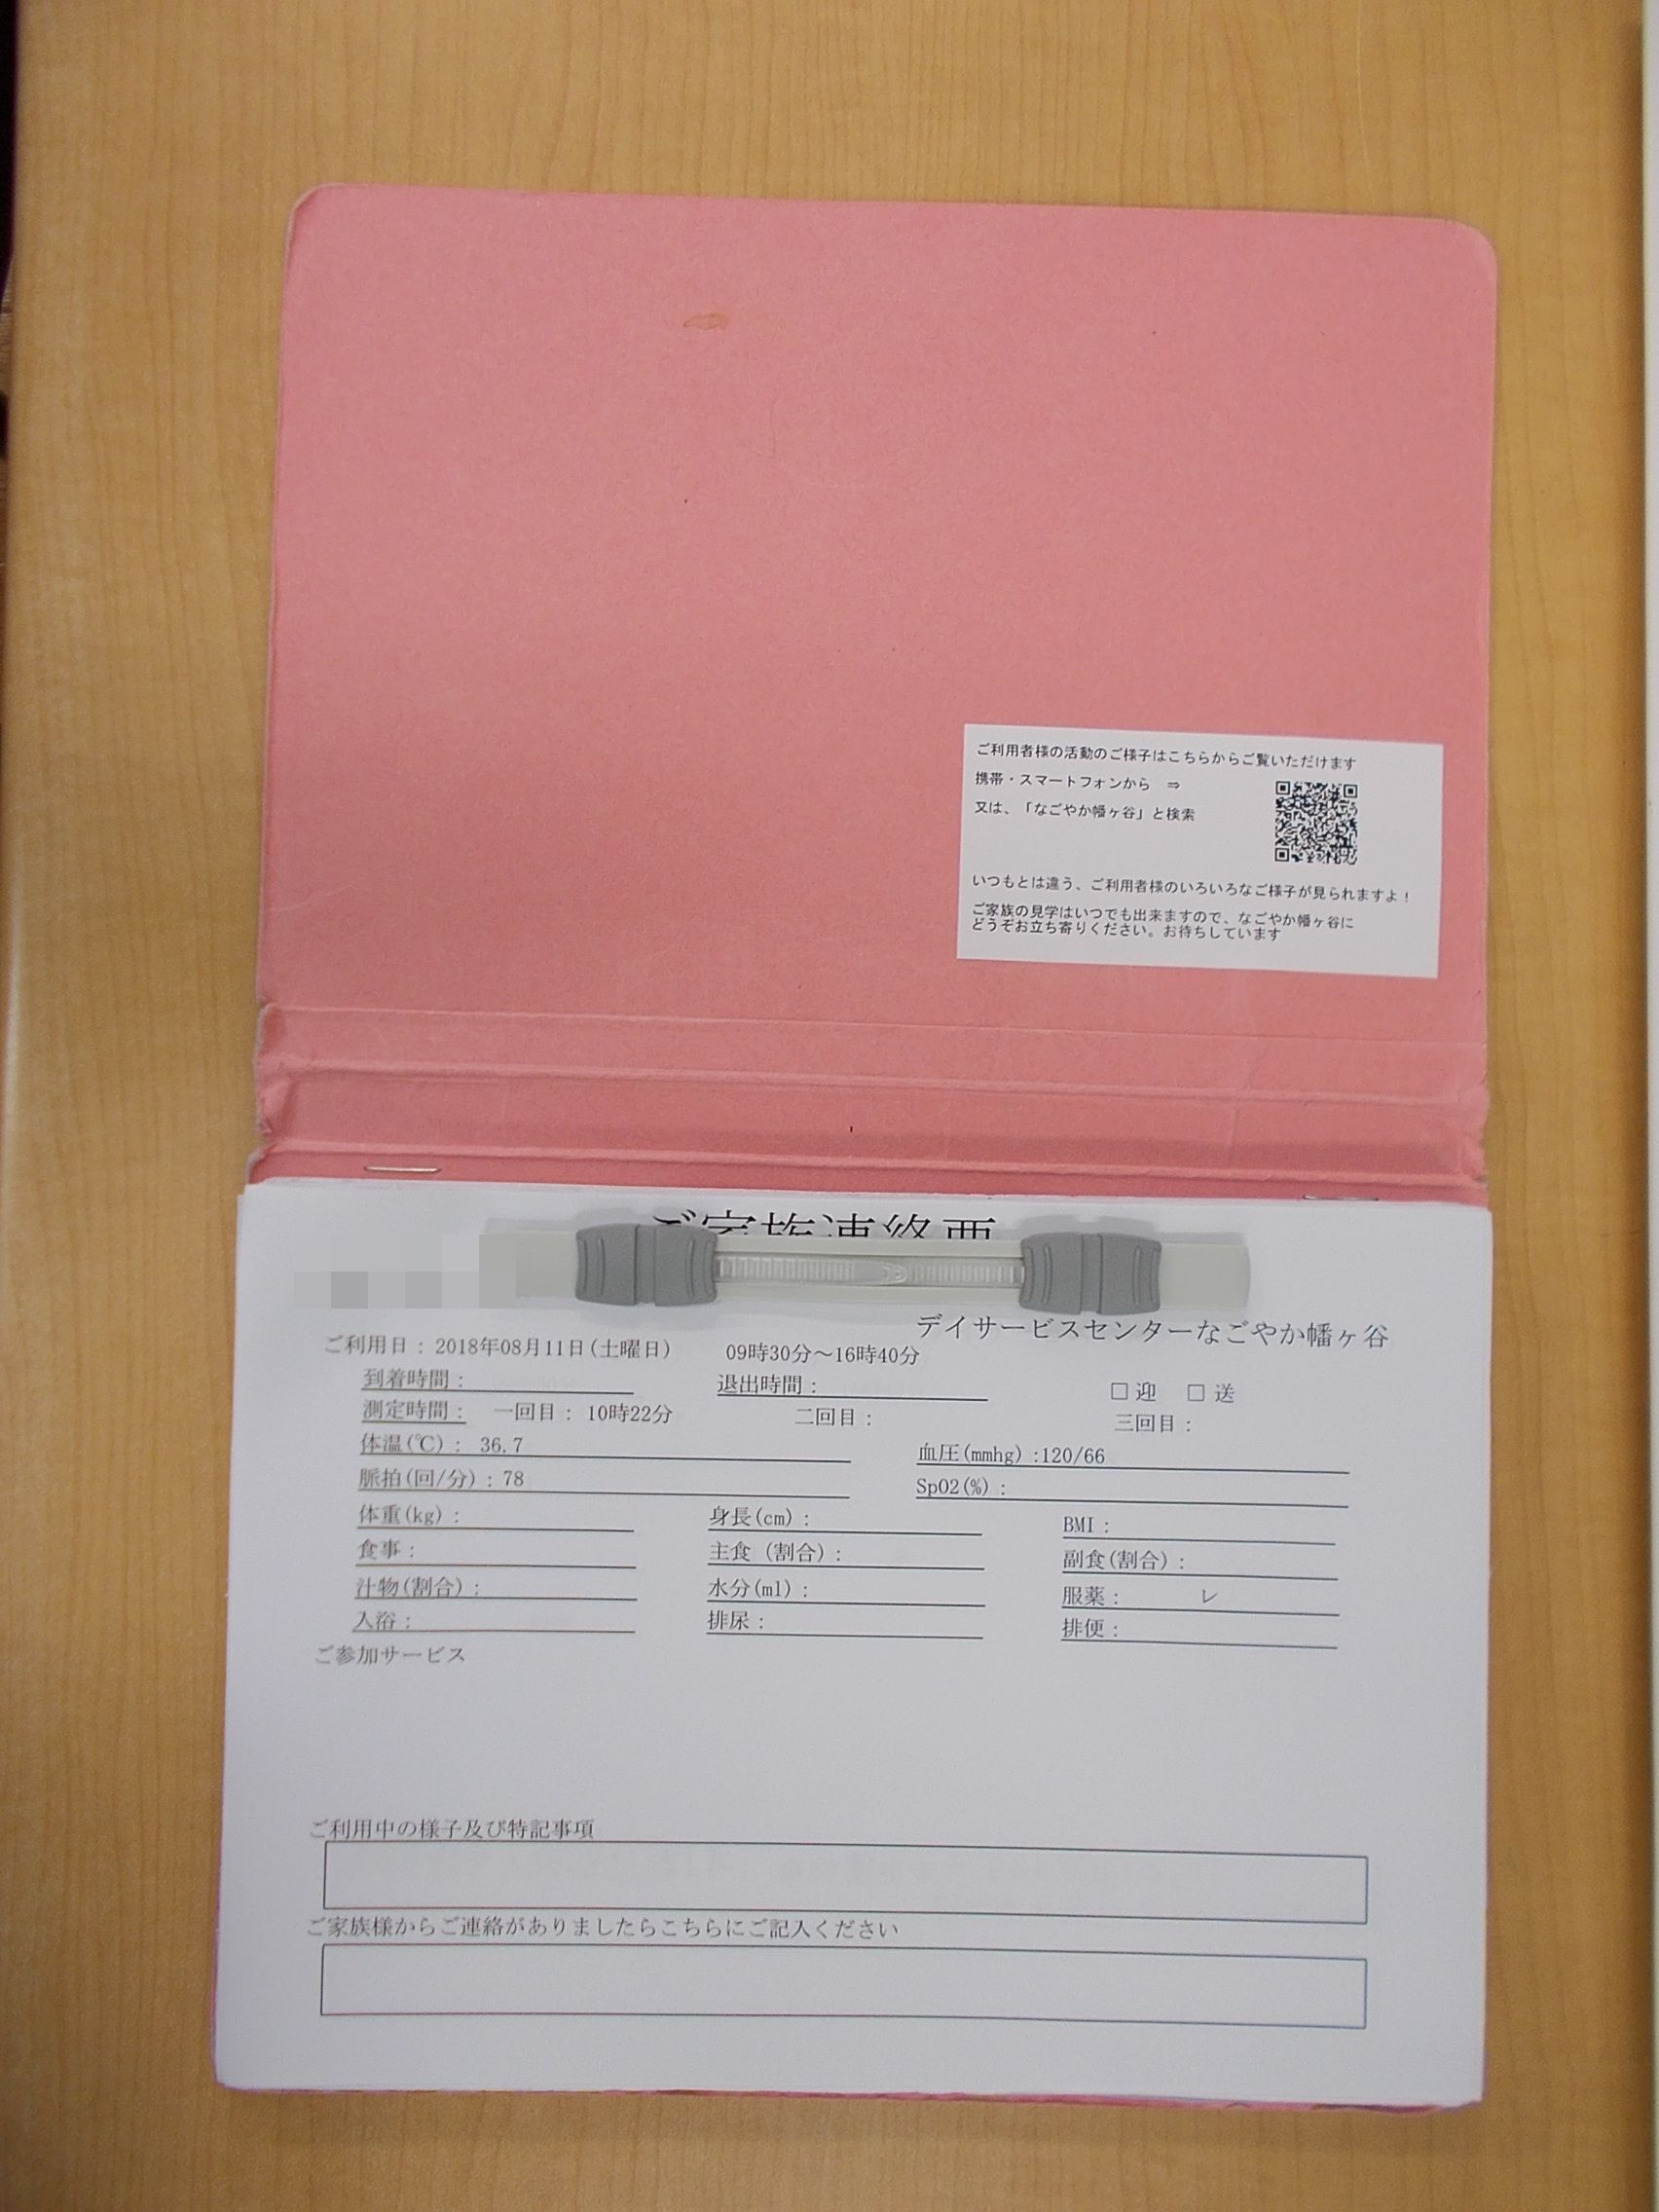 ご利用者様の活動のご様子はこちらからご覧いただけます
携帯・スマートフォンから　⇒
又は、「なごやか幡ヶ谷」と検索
いつもとは違う、ご利用者様のいろいろなご様子が見られますよ！
ご家族の見学はいつでも出来ますので、なごやか幡ヶ谷に
どうぞお立ち寄りください。お待ちしています
ご家族連絡票
デイサービスセンターなごやか幡ヶ谷
ご利用日：2018年08月11日(土曜日)　09時30分～16時40分
到着時間：　退出時間：　□ 迎　□ 送
測定時間：　一回目：10時22分　二回目：　三回目：
体温(℃)：36.7　血圧(mmhg):120/66
脈拍(回/分)：78　SpO2(%)：
体重(kg)：　身長(cm)：　BMI：
食事：　主食（割合）：　副食(割合)：
汁物(割合)：　水分(ml)：　服薬：　レ
入浴：　排尿：　排便：
ご参加サービス
ご利用中の様子及び特記事項
ご家族様からご連絡がありましたらこちらにご記入ください